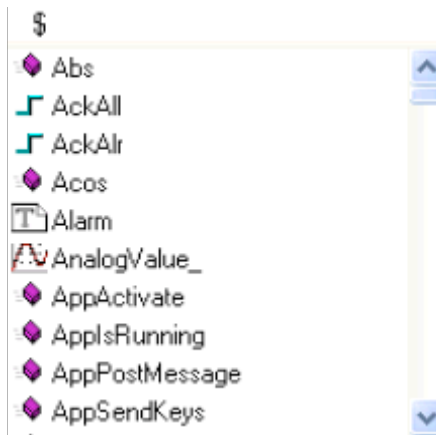 $
Abs
AckAll
AckAlr
Acos
Alarm
AnalogValue_
AppActivate
AppIsRunning
AppPostMessage
AppSendKeys